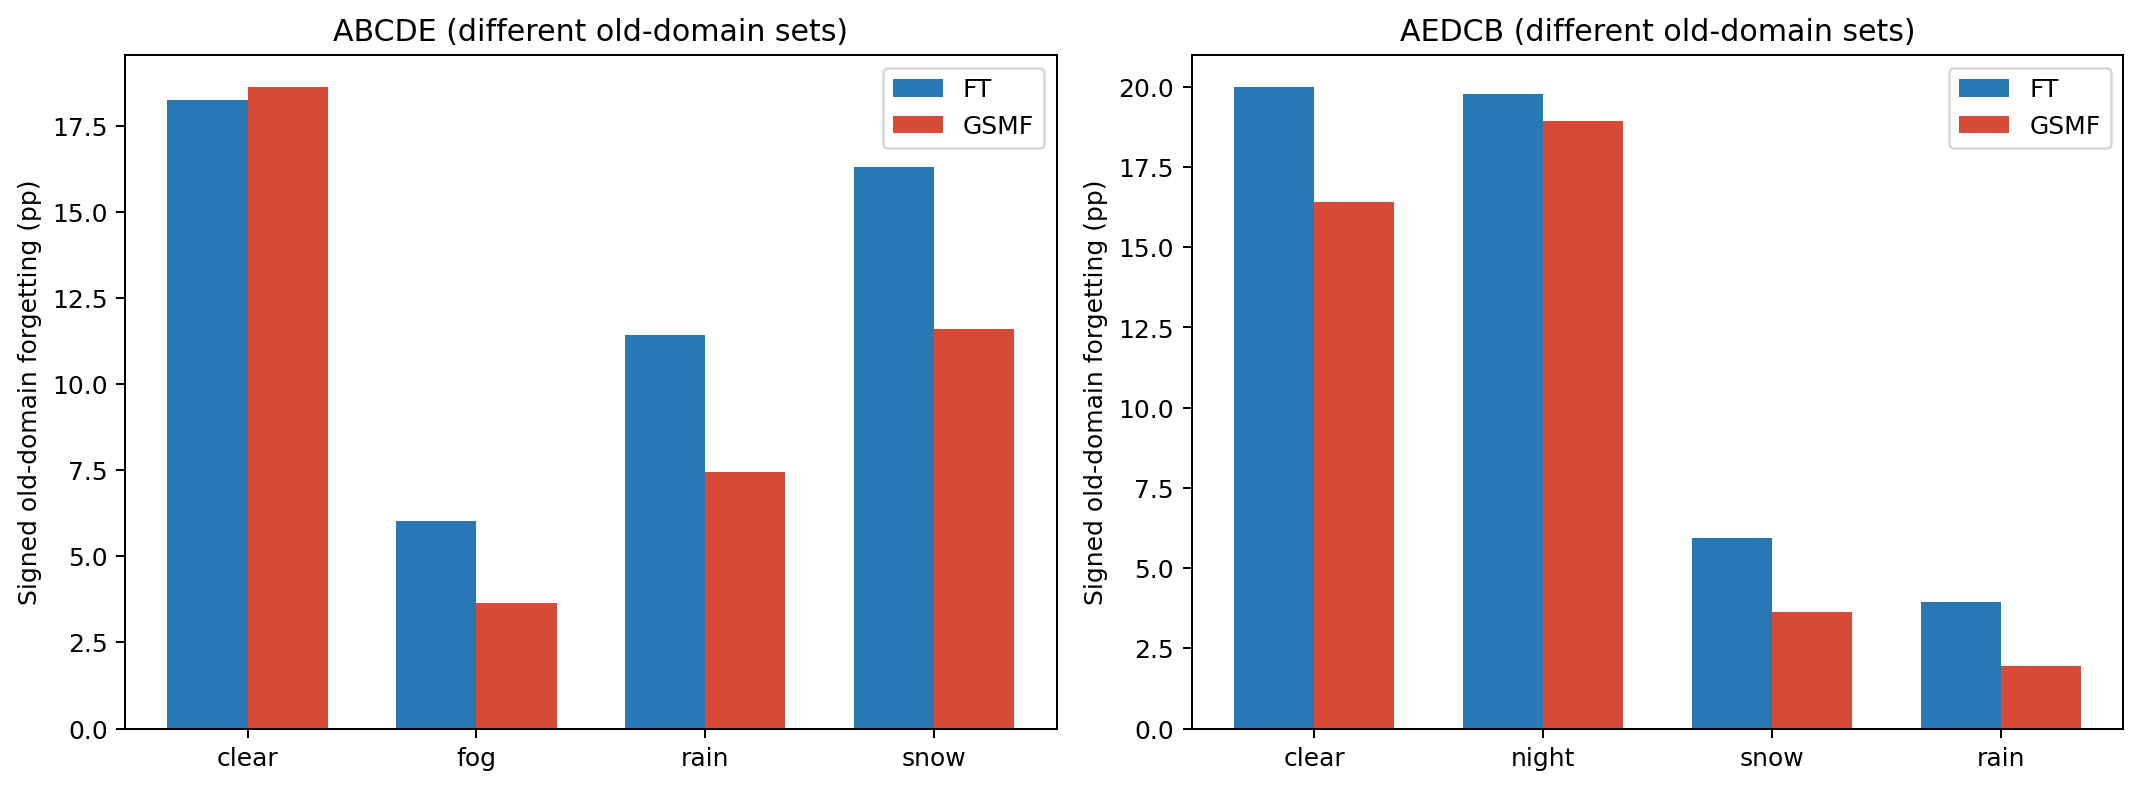 ABCDE (different old-domain sets)
Signed old-domain forgetting (pp)
17.5
15.0
12.5
10.0
7.5
5.0
2.5
0.0
FT
GSMF
clear
fog
rain
snow
AEDCB (different old-domain sets)
Signed old-domain forgetting (pp)
20.0
17.5
15.0
12.5
10.0
7.5
5.0
2.5
0.0
FT
GSMF
clear
night
snow
rain